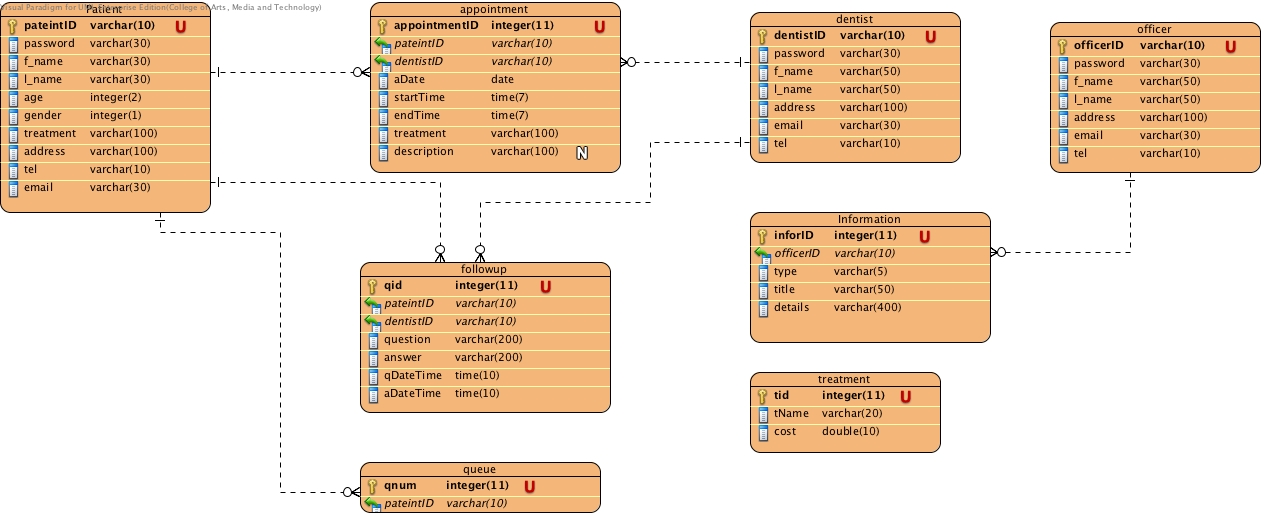 Visual Paradigm for UML Enterprise Edition(College of Arts, Media and Technology)
Patient
pateintID varchar(10) U
password varchar(30)
f_name varchar(30)
l_name varchar(30)
age integer(2)
gender integer(1)
treatment varchar(100)
address varchar(100)
tel varchar(10)
email varchar(30)
appointment
appointmentID integer(11) U
pateintID varchar(10)
dentistID varchar(10)
aDate date
startTime time(7)
endTime time(7)
treatment varchar(100)
description varchar(100) N
dentist
dentistID varchar(10) U
password varchar(30)
f_name varchar(50)
l_name varchar(50)
address varchar(100)
email varchar(30)
tel varchar(10)
officer
officerID varchar(10) U
password varchar(30)
f_name varchar(50)
l_name varchar(50)
address varchar(100)
email varchar(30)
tel varchar(10)
followup
qid integer(11) U
pateintID varchar(10)
dentistID varchar(10)
question varchar(200)
answer varchar(200)
qDateTime time(10)
aDateTime time(10)
Information
inforID integer(11) U
officerID varchar(10)
type varchar(5)
title varchar(50)
details varchar(400)
treatment
tid integer(11) U
tName varchar(20)
cost double(10)
queue
qnum integer(11) U
pateintID varchar(10)